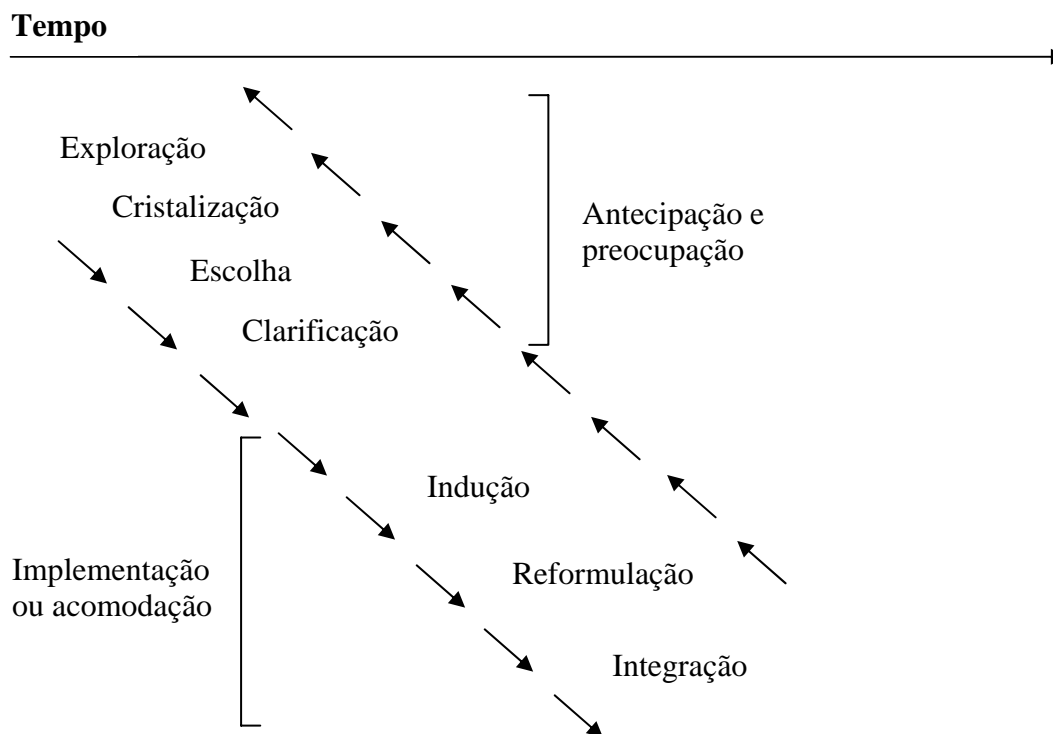 Tempo
Exploração
Cristalização
Escolha
Clarificação
Antecipação e
preocupação
Indução
Reformulação
Integração
Implementação
ou acomodação